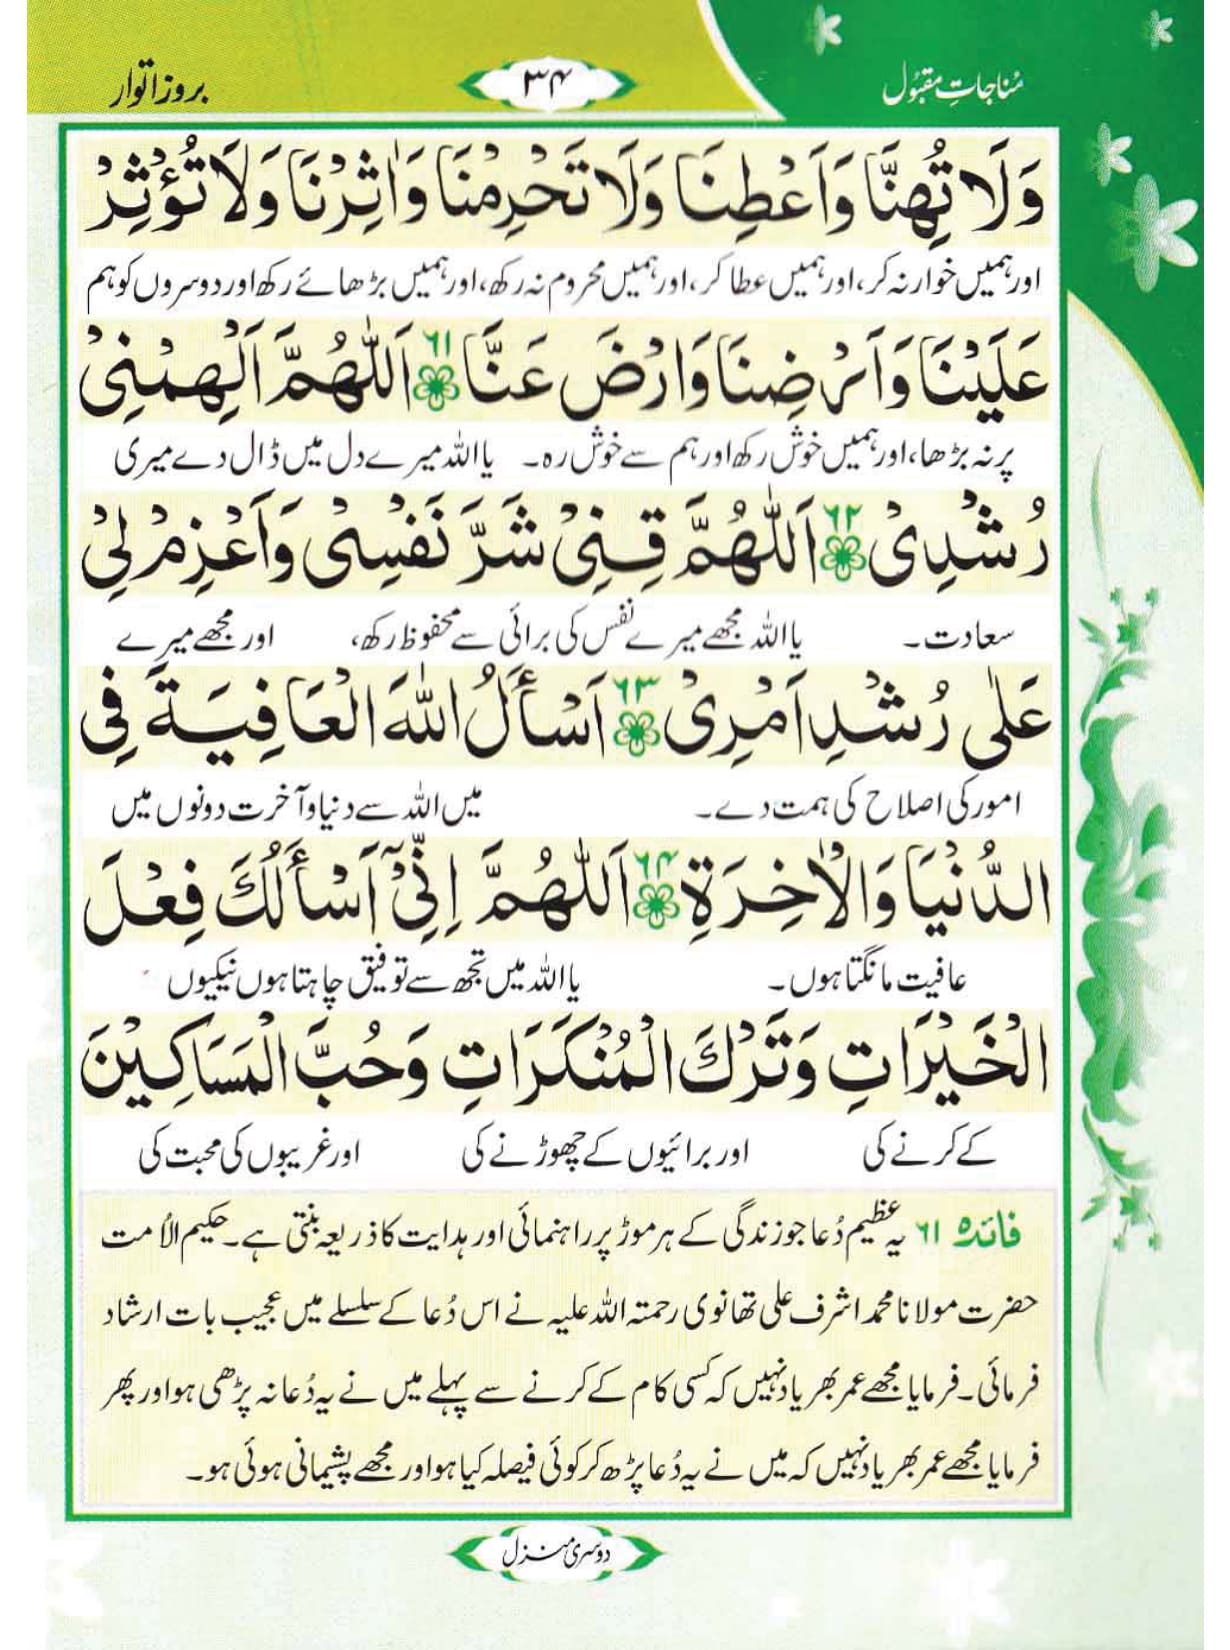 مُناجاتِ مقبُول
۳۴
بروز اتوار
وَلَا تُهِنَّا وَاَعْطِنَا وَلَا تَحْرِمْنَا وَاٰثِرْنَا وَلَا تُؤْثِرْ
اور ہمیں خوار نہ کر، اور ہمیں عطا کر، اور ہمیں محروم نہ رکھ، اور ہمیں بڑھائے رکھ اور دوسروں کو ہم
عَلَيْنَا وَاَرْضِنَا وَارْضَ عَنَّا ۶۱ اَللّٰهُمَّ اَلْهِمْنِیْ
پر نہ بڑھا، اور ہمیں خوش رکھ اور ہم سے خوش رہ۔ یا اللہ میرے دل میں ڈال دے میری
رُشْدِیْ ۶۲ اَللّٰهُمَّ قِنِیْ شَرَّ نَفْسِیْ وَاَعْزِمْ لِیْ
سعادت۔ یا اللہ مجھے میرے نفس کی برائی سے محفوظ رکھ، اور مجھے میرے
عَلٰی رُشْدِ اَمْرِیْ ۶۳ اَسْأَلُ اللّٰهَ الْعَافِيَةَ فِی
امور کی اصلاح کی ہمت دے۔ میں اللہ سے دنیا و آخرت دونوں میں
الدُّنْيَا وَالْاٰخِرَةِ ۶۴ اَللّٰهُمَّ اِنِّیْٓ اَسْأَلُكَ فِعْلَ
عافیت مانگتا ہوں۔ یا اللہ میں تجھ سے توفیق چاہتا ہوں نیکیوں
الْخَيْرَاتِ وَتَرْكَ الْمُنْكَرَاتِ وَحُبَّ الْمَسَاكِيْنَ
کے کرنے کی اور برائیوں کے چھوڑنے کی اور غریبوں کی محبت کی
فائدہ ۶۱ یہ عظیم دُعا جو زندگی کے ہر موڑ پر راہنمائی اور ہدایت کا ذریعہ بنتی ہے۔ حکیم الاُمت
حضرت مولانا محمد اشرف علی تھانوی رحمتہ اللہ علیہ نے اس دُعا کے سلسلے میں عجیب بات ارشاد
فرمائی۔ فرمایا مجھے عمر بھر یاد نہیں کہ کسی کام کے کرنے سے پہلے میں نے یہ دُعا نہ پڑھی ہو اور پھر
فرمایا مجھے عمر بھر یاد نہیں کہ میں نے یہ دُعا پڑھ کر کوئی فیصلہ کیا ہو اور مجھے پشیمانی ہوئی ہو۔
دوسری منزل